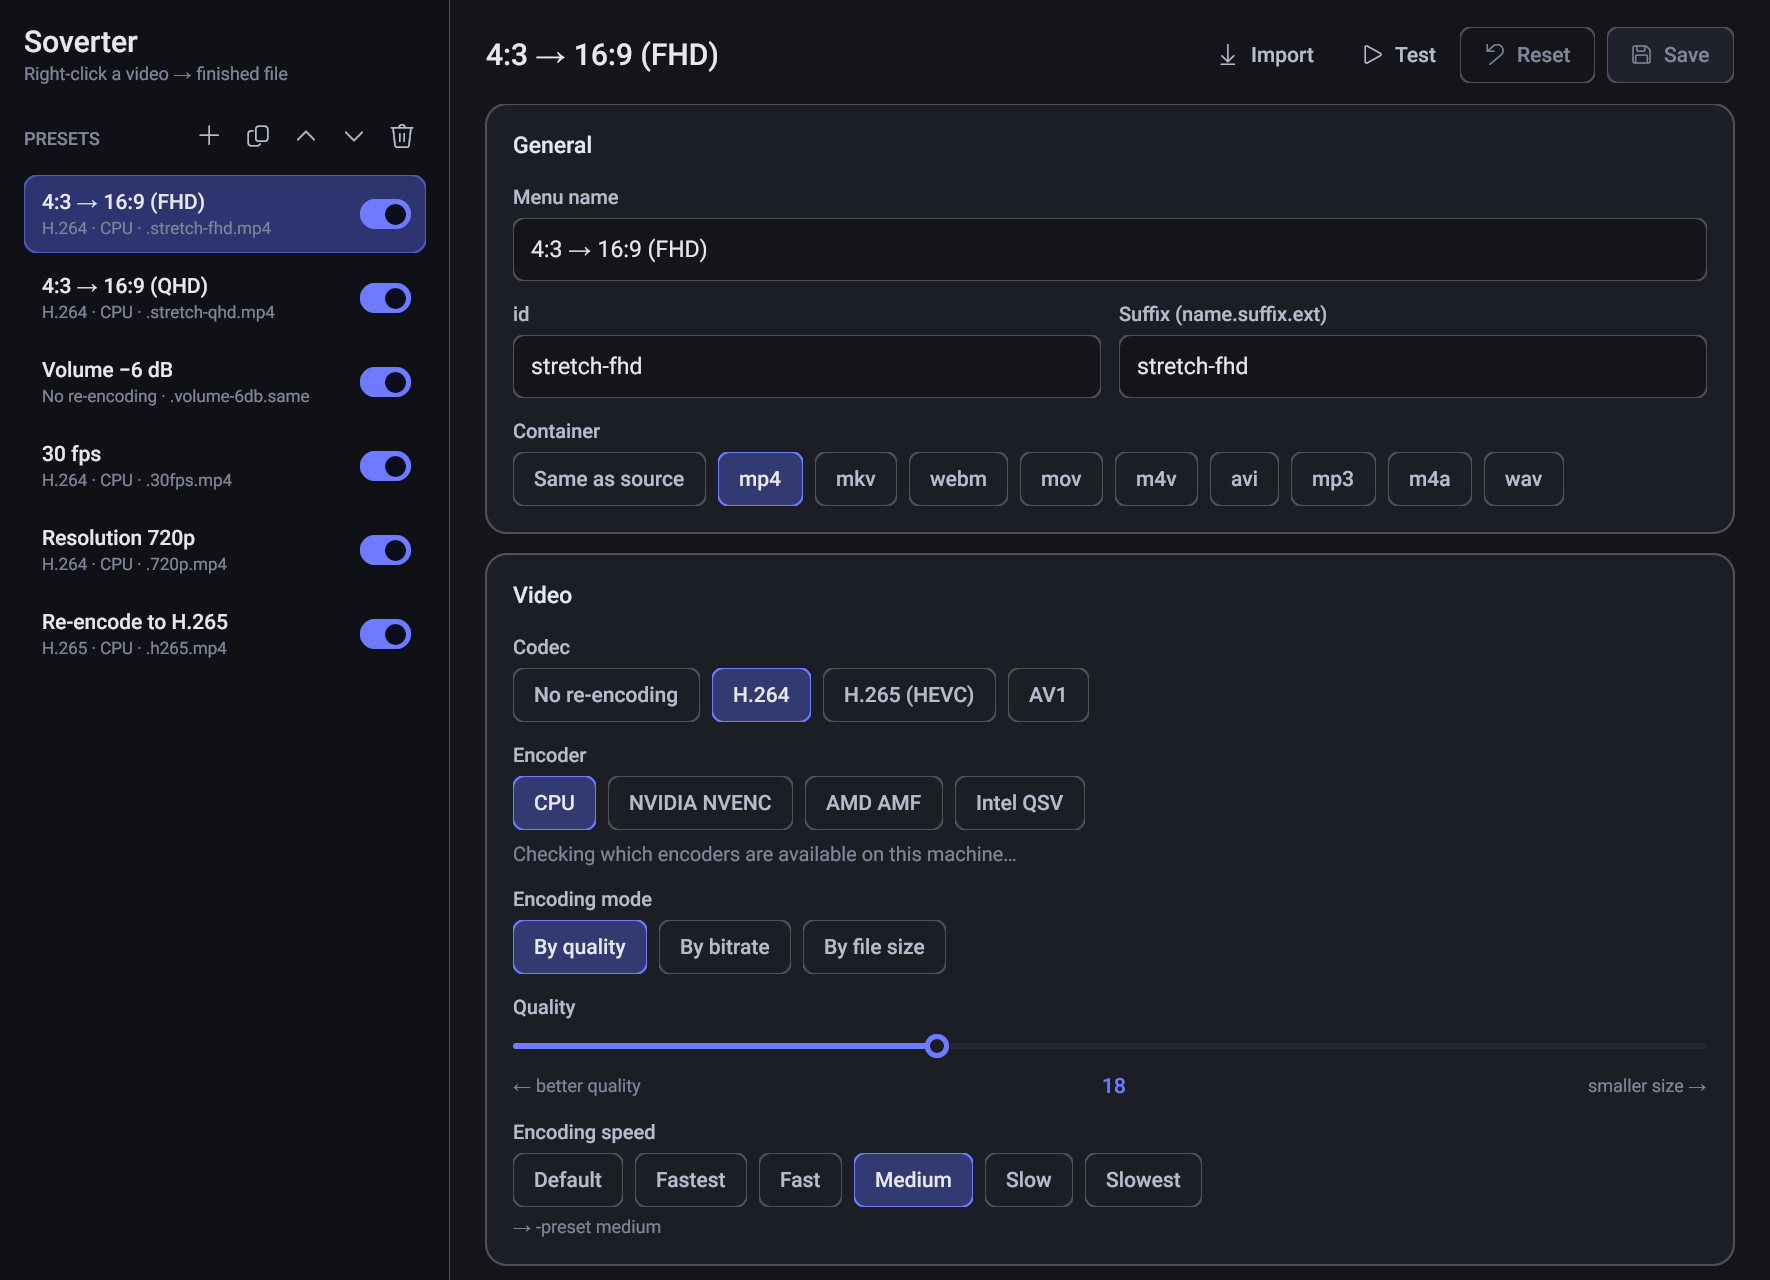 Soverter
Right-click a video → finished file
PRESETS
4:3 → 16:9 (FHD)
H.264 · CPU · .stretch-fhd.mp4
4:3 → 16:9 (QHD)
H.264 · CPU · .stretch-qhd.mp4
Volume −6 dB
No re-encoding · .volume-6db.same
30 fps
H.264 · CPU · .30fps.mp4
Resolution 720p
H.264 · CPU · .720p.mp4
Re-encode to H.265
H.265 · CPU · .h265.mp4
4:3 → 16:9 (FHD)
Import Test Reset Save
General
Menu name
4:3 → 16:9 (FHD)
id Suffix (name.suffix.ext)
stretch-fhd stretch-fhd
Container
Same as source mp4 mkv webm mov m4v avi mp3 m4a wav
Video
Codec
No re-encoding H.264 H.265 (HEVC) AV1
Encoder
CPU NVIDIA NVENC AMD AMF Intel QSV
Checking which encoders are available on this machine…
Encoding mode
By quality By bitrate By file size
Quality
← better quality 18 smaller size →
Encoding speed
Default Fastest Fast Medium Slow Slowest
→ -preset medium